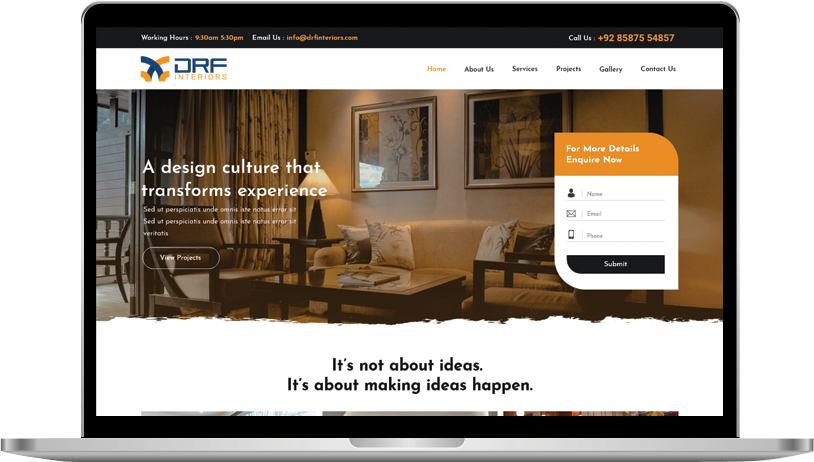 Working Hours : 9:30am 5:30pm Email Us : info@drfinteriors.com Call Us : +92 85875 54857
DRF
INTERIORS
Home About Us Services Projects Gallery Contact Us
A design culture that
transforms experience
Sed ut perspiciatis unde omnis iste natus error sit
Sed ut perspiciatis unde omnis iste natus error sit
veritatis
View Projects
For More Details
Enquire Now
Name
Email
Phone
Submit
It's not about ideas.
It's about making ideas happen.